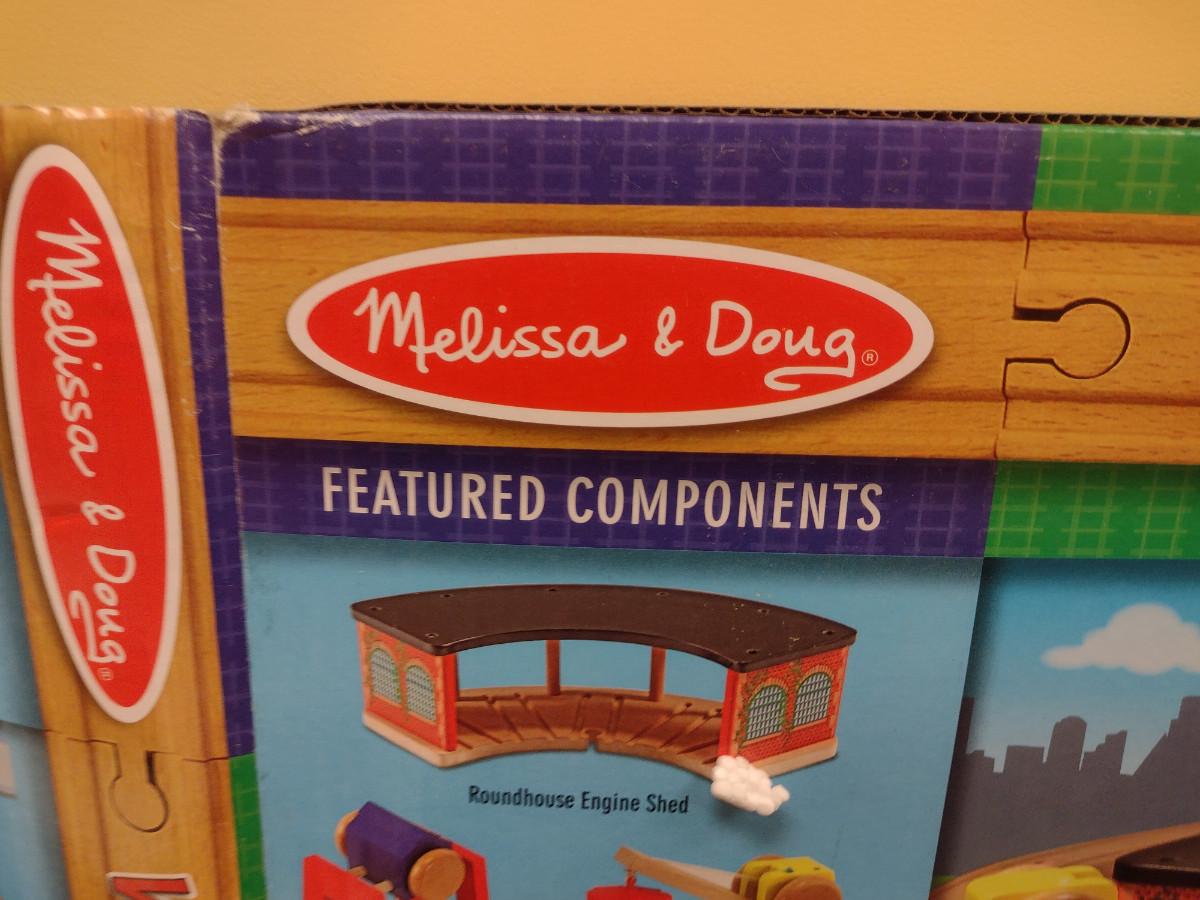 Melissa & Doug®
Melissa & Doug®
FEATURED COMPONENTS
Roundhouse Engine Shed